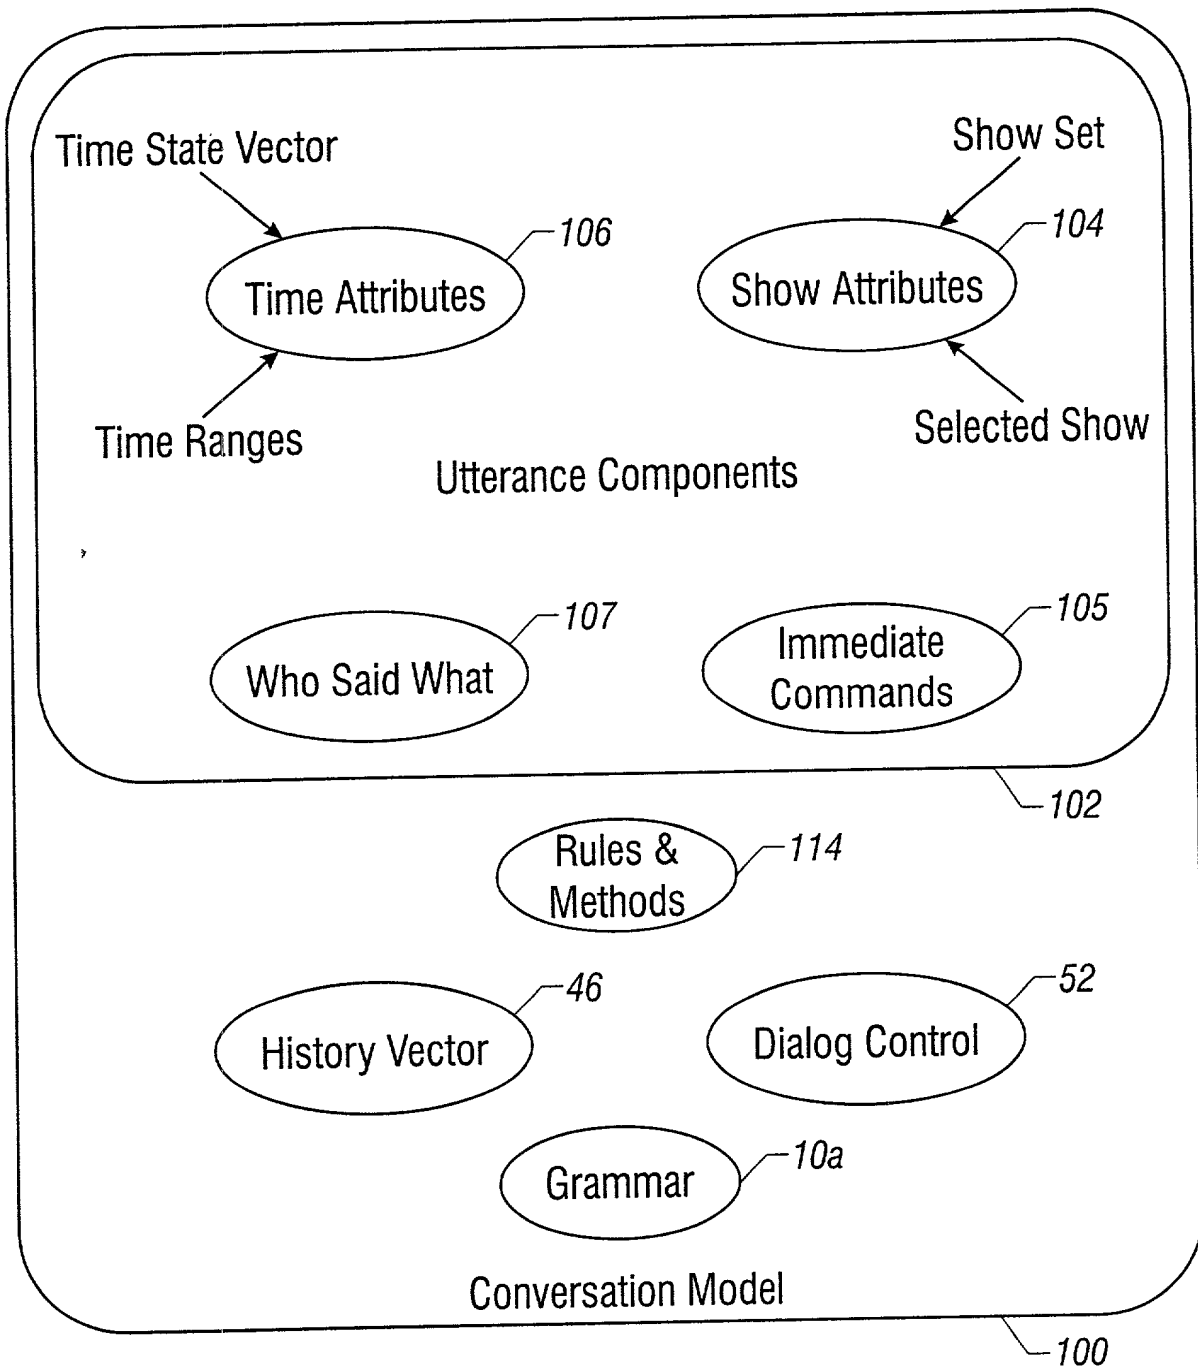 Time State Vector
Show Set
106
104
Time Attributes
Show Attributes
Time Ranges
Selected Show
Utterance Components
107
105
Who Said What
Immediate
Commands
102
Rules &
Methods
114
46
52
History Vector
Dialog Control
10a
Grammar
Conversation Model
100